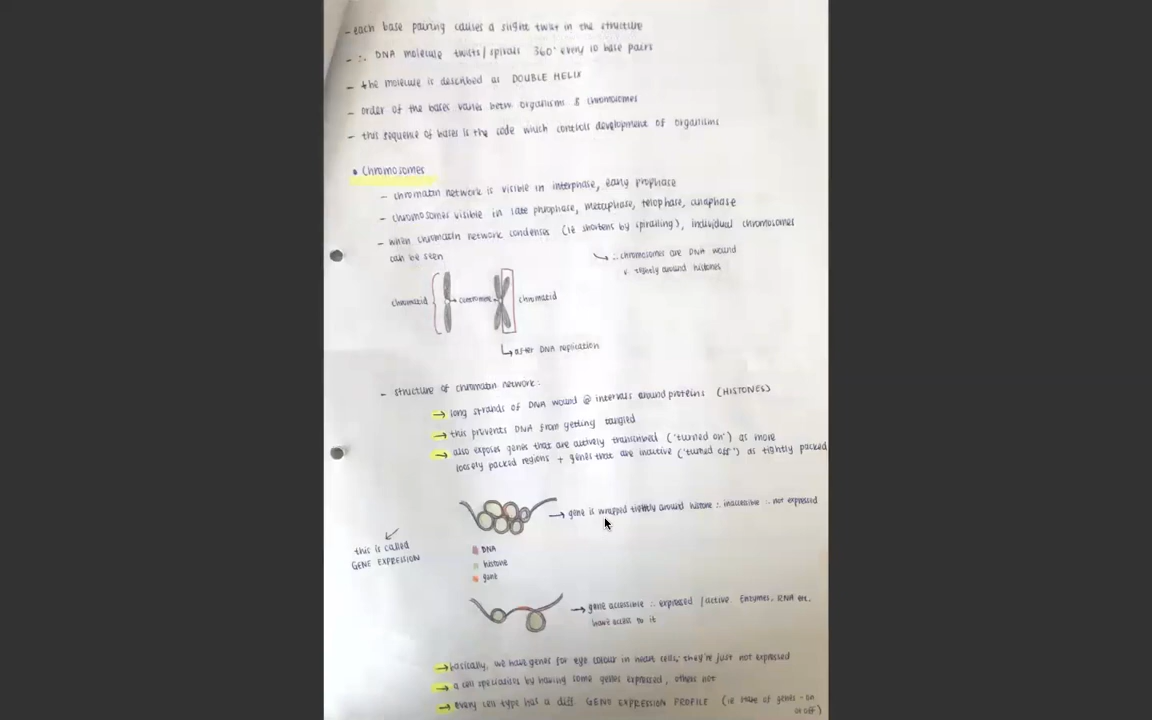 - each base pairing causes a slight twist in the structure
- ∴ DNA molecule twists/spirals 360° every 10 base pairs
- the molecule is described as DOUBLE HELIX
- order of the bases varies betw. organisms & chromosomes
- this sequence of bases is the code which controls development of organisms
• Chromosomes
- chromatin network is visible in interphase, early prophase
- chromosomes visible in late prophase, metaphase, telophase, anaphase
- when chromatin network condenses (ie shortens by spiralling), individual chromosomes
can be seen
∴ chromosomes are DNA wound
v. tightly around histones
chromatid
centromere
chromatid
after DNA replication
- structure of chromatin network:
→ long strands of DNA wound @ intervals around proteins (HISTONES)
→ this prevents DNA from getting tangled
→ also exposes genes that are actively transcribed ('turned on') as more
loosely packed regions + genes that are inactive ('turned off') as tightly packed
→ gene is wrapped tightly around histone ∴ inaccessible ∴ not expressed
this is called
GENE EXPRESSION
DNA
histone
gene
→ gene accessible ∴ expressed / active. Enzymes, RNA etc.
have access to it
→ basically, we have genes for eye colour in heart cells, they're just not expressed
→ a cell specialises by having some genes expressed, others not
→ every cell type has a diff. GENE EXPRESSION PROFILE (ie state of genes - on
or off)